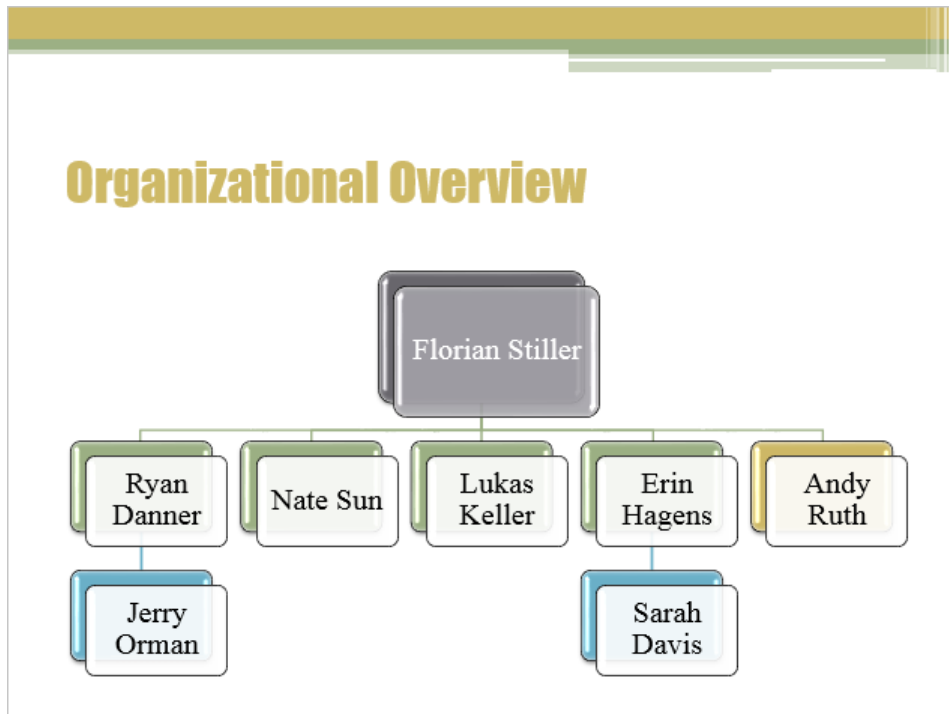 Organizational Overview
Florian Stiller
Ryan
Danner
Nate Sun
Lukas
Keller
Erin
Hagens
Andy
Ruth
Jerry
Orman
Sarah
Davis